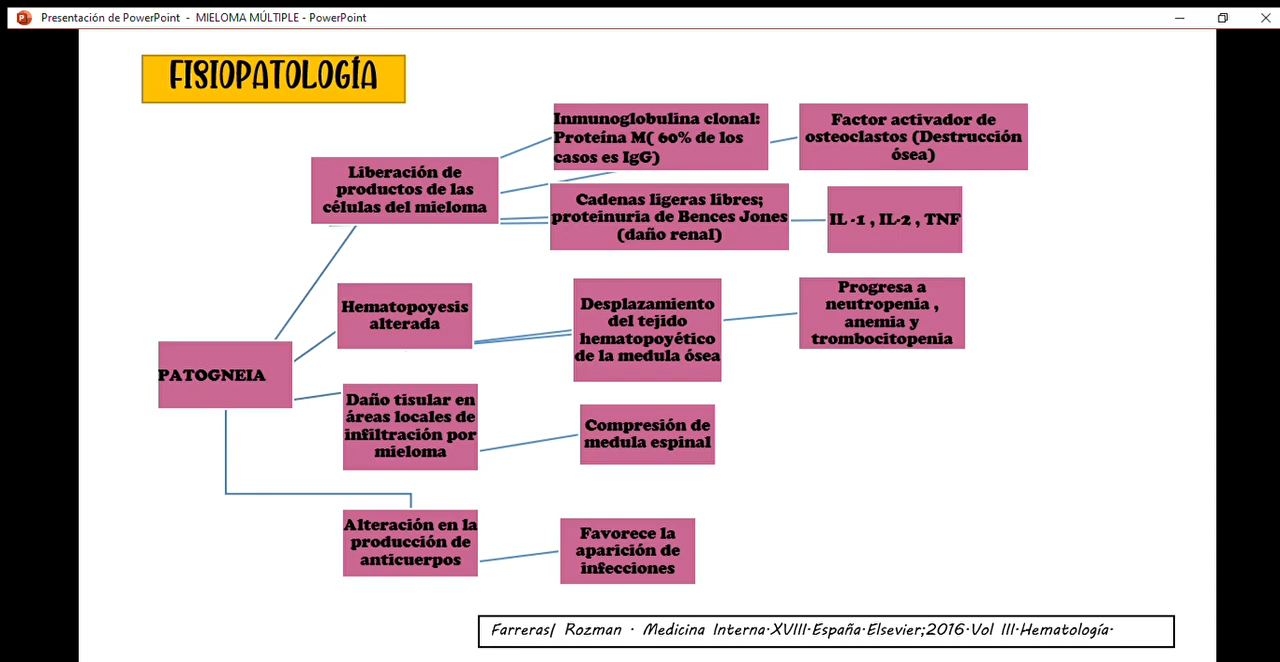 Presentación de PowerPoint - MIELOMA MÚLTIPLE - PowerPoint
FISIOPATOLOGÍA
Inmunoglobulina clonal:
Proteína M( 60% de los
casos es IgG)
Factor activador de
osteoclastos (Destrucción
ósea)
Liberación de
productos de las
células del mieloma
Cadenas ligeras libres;
proteinuria de Bences Jones
(daño renal)
IL -1 , IL-2 , TNF
Hematopoyesis
alterada
Desplazamiento
del tejido
hematopoyético
de la medula ósea
Progresa a
neutropenia ,
anemia y
trombocitopenia
PATOGNEIA
Daño tisular en
áreas locales de
infiltración por
mieloma
Compresión de
medula espinal
Alteración en la
producción de
anticuerpos
Favorece la
aparición de
infecciones
Farreras/ Rozman . Medicina Interna.XVIII.España.Elsevier;2016.Vol III.Hematología.